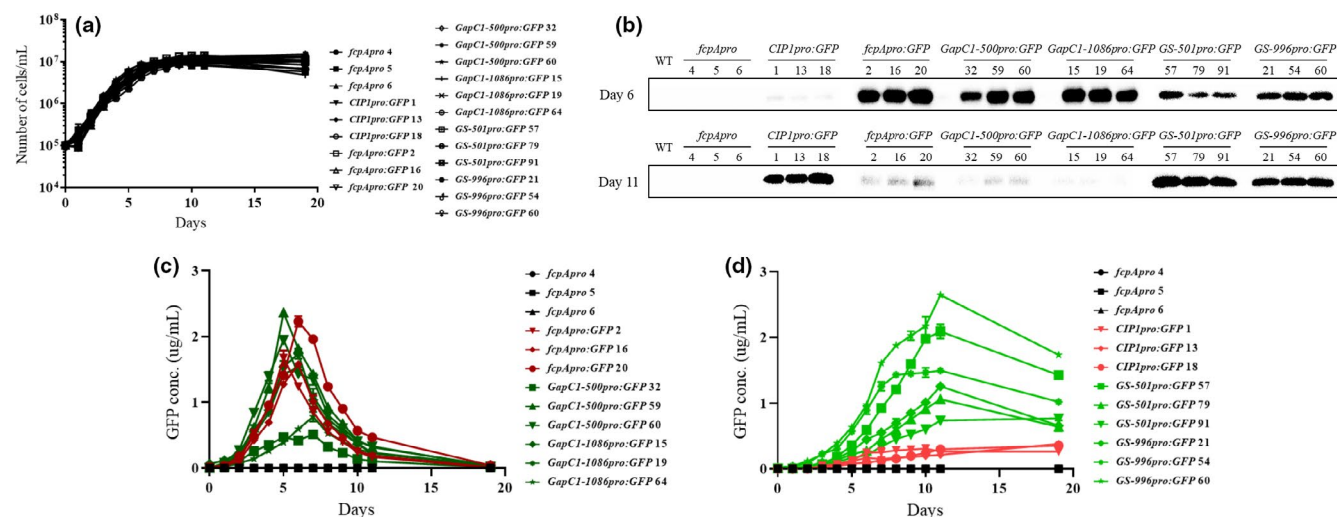 (a)
Number of cells/mL
10⁸
10⁷
10⁶
10⁵
10⁴
0 5 10 15 20
Days
fcpApro 4
fcpApro 5
fcpApro 6
CIP1pro:GFP 1
CIP1pro:GFP 13
CIP1pro:GFP 18
fcpApro:GFP 2
fcpApro:GFP 16
fcpApro:GFP 20
GapC1-500pro:GFP 32
GapC1-500pro:GFP 59
GapC1-500pro:GFP 60
GapC1-1086pro:GFP 15
GapC1-1086pro:GFP 19
GapC1-1086pro:GFP 64
GS-501pro:GFP 57
GS-501pro:GFP 79
GS-501pro:GFP 91
GS-996pro:GFP 21
GS-996pro:GFP 54
GS-996pro:GFP 60
(b)
WT fcpApro CIP1pro:GFP fcpApro:GFP GapC1-500pro:GFP GapC1-1086pro:GFP GS-501pro:GFP GS-996pro:GFP
4 5 6 1 13 18 2 16 20 32 59 60 15 19 64 57 79 91 21 54 60
Day 6
WT fcpApro CIP1pro:GFP fcpApro:GFP GapC1-500pro:GFP GapC1-1086pro:GFP GS-501pro:GFP GS-996pro:GFP
4 5 6 1 13 18 2 16 20 32 59 60 15 19 64 57 79 91 21 54 60
Day 11
(c)
GFP conc. (ug/mL)
3
2
1
0
0 5 10 15 20
Days
fcpApro 4
fcpApro 5
fcpApro 6
fcpApro:GFP 2
fcpApro:GFP 16
fcpApro:GFP 20
GapC1-500pro:GFP 32
GapC1-500pro:GFP 59
GapC1-500pro:GFP 60
GapC1-1086pro:GFP 15
GapC1-1086pro:GFP 19
GapC1-1086pro:GFP 64
(d)
GFP conc. (ug/mL)
3
2
1
0
0 5 10 15 20
Days
fcpApro 4
fcpApro 5
fcpApro 6
CIP1pro:GFP 1
CIP1pro:GFP 13
CIP1pro:GFP 18
GS-501pro:GFP 57
GS-501pro:GFP 79
GS-501pro:GFP 91
GS-996pro:GFP 21
GS-996pro:GFP 54
GS-996pro:GFP 60